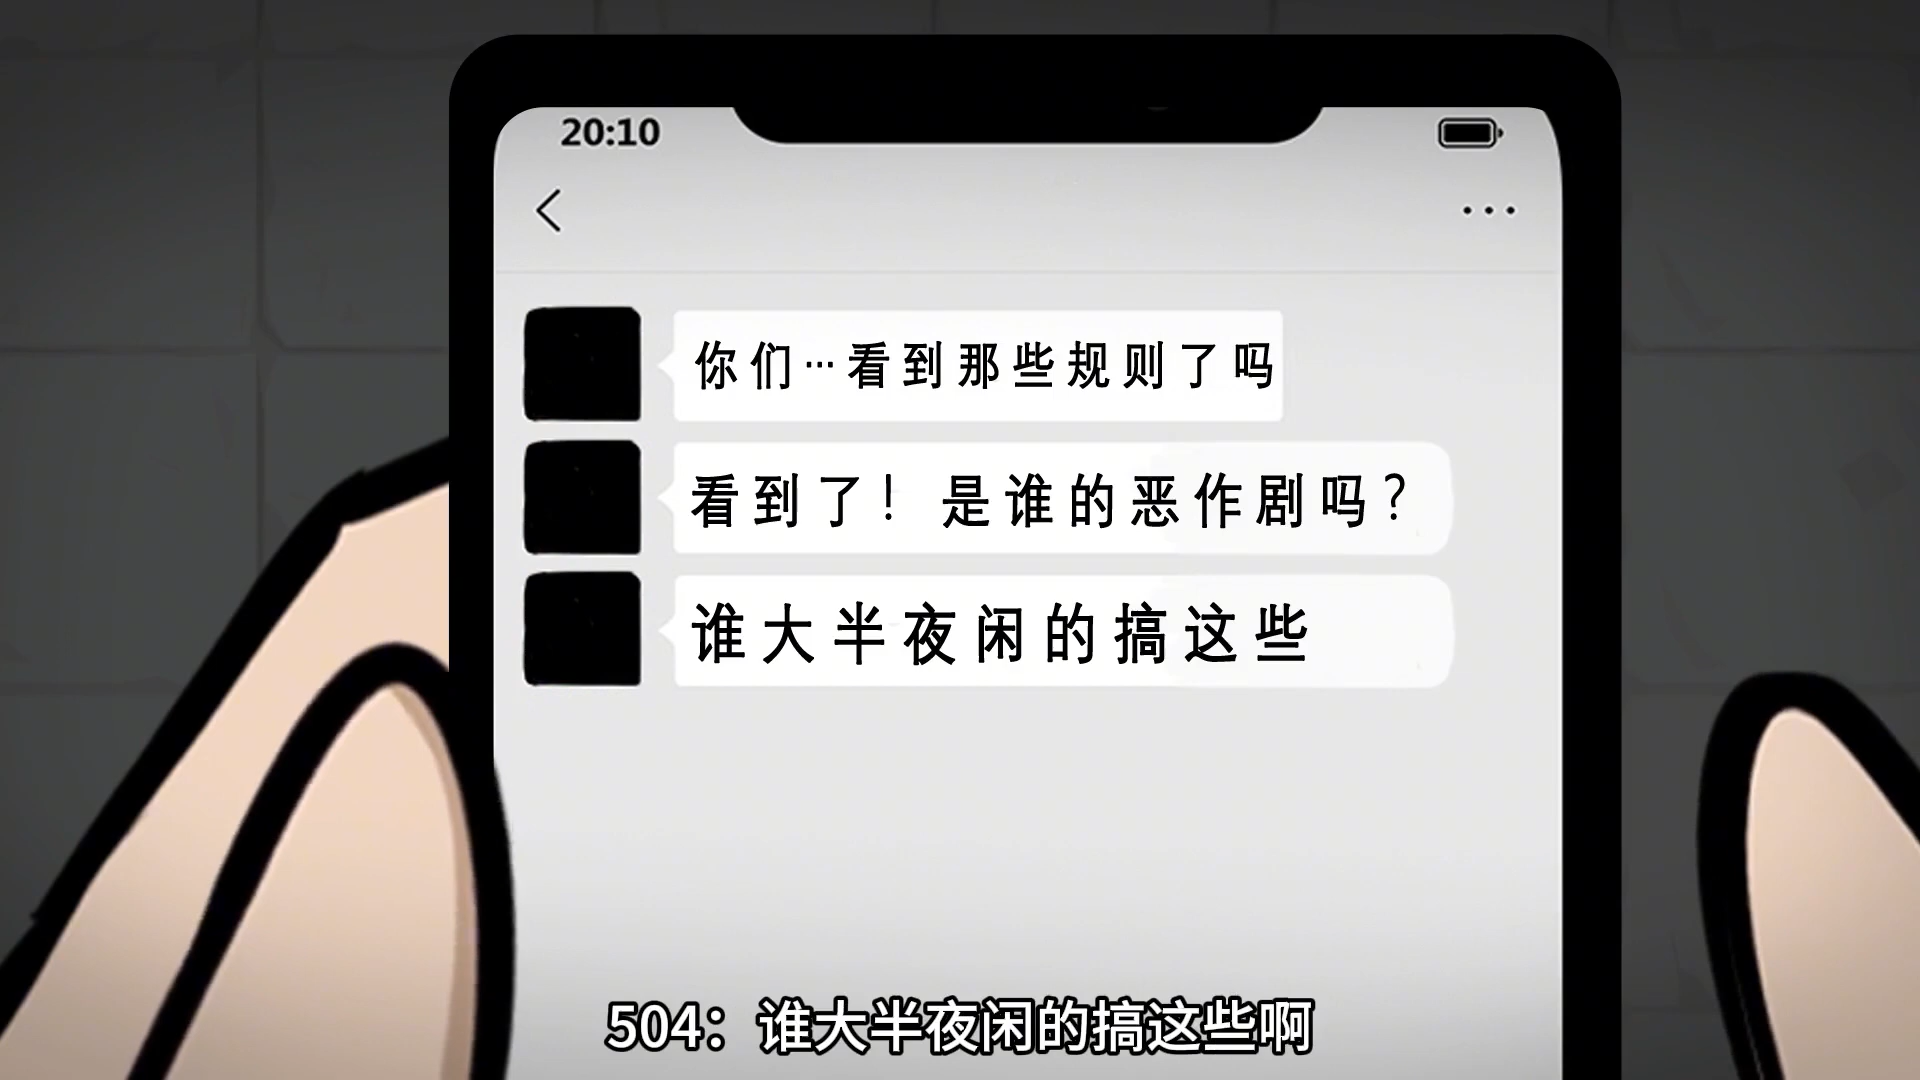 20:10
你们…看到那些规则了吗
看到了！是谁的恶作剧吗？
谁大半夜闲的搞这些
504：谁大半夜闲的搞这些啊